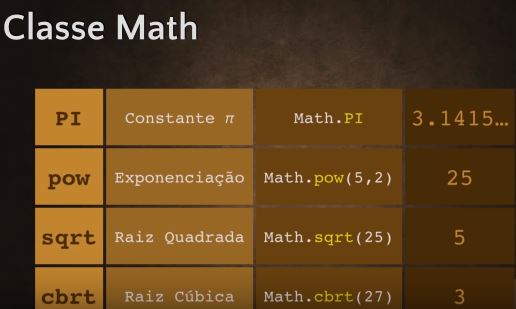 Classe Math
PI Constante π Math.PI 3.1415…
pow Exponenciação Math.pow(5,2) 25
sqrt Raiz Quadrada Math.sqrt(25) 5
cbrt Raiz Cúbica Math.cbrt(27) 3